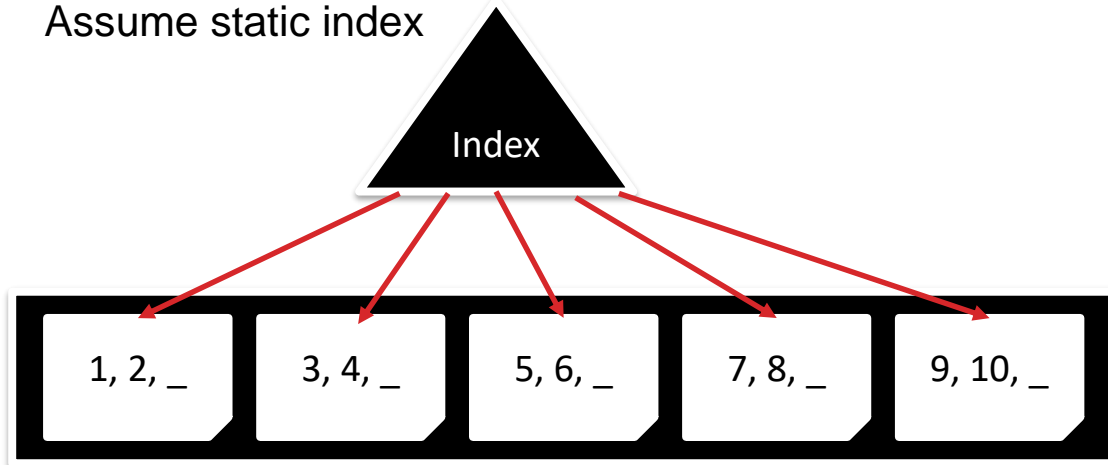 Assume static index
Index
1, 2, _
3, 4, _
5, 6, _
7, 8, _
9, 10, _